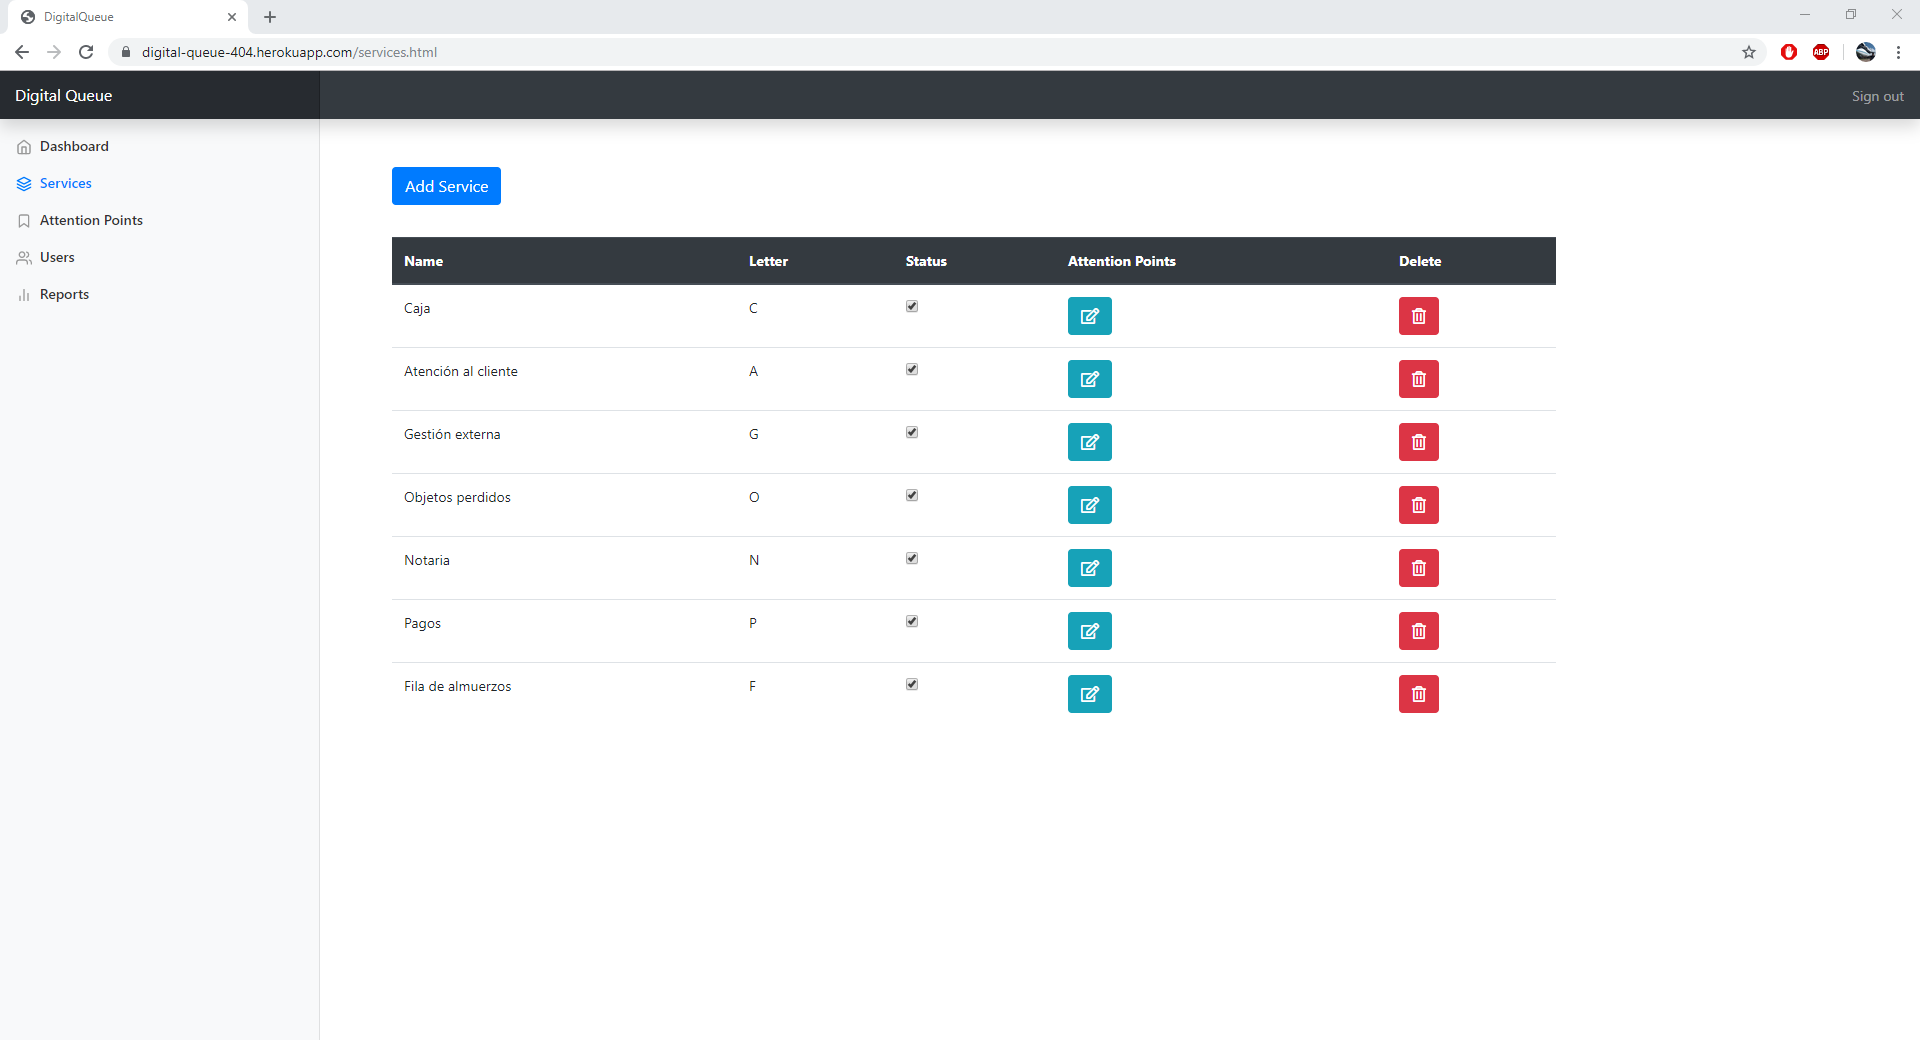 DigitalQueue
digital-queue-404.herokuapp.com/services.html
ABP
Digital Queue
Sign out
Dashboard
Services
Attention Points
Users
Reports
Add Service
Name Letter Status Attention Points Delete
Caja C
Atención al cliente A
Gestión externa G
Objetos perdidos O
Notaria N
Pagos P
Fila de almuerzos F